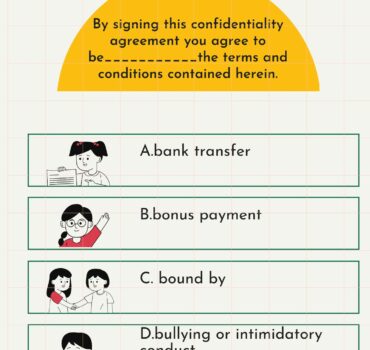 By signing this confidentiality
agreement you agree to
be___________the terms and
conditions contained herein.
A.bank transfer
B.bonus payment
C. bound by
D.bullying or intimidatory
conduct